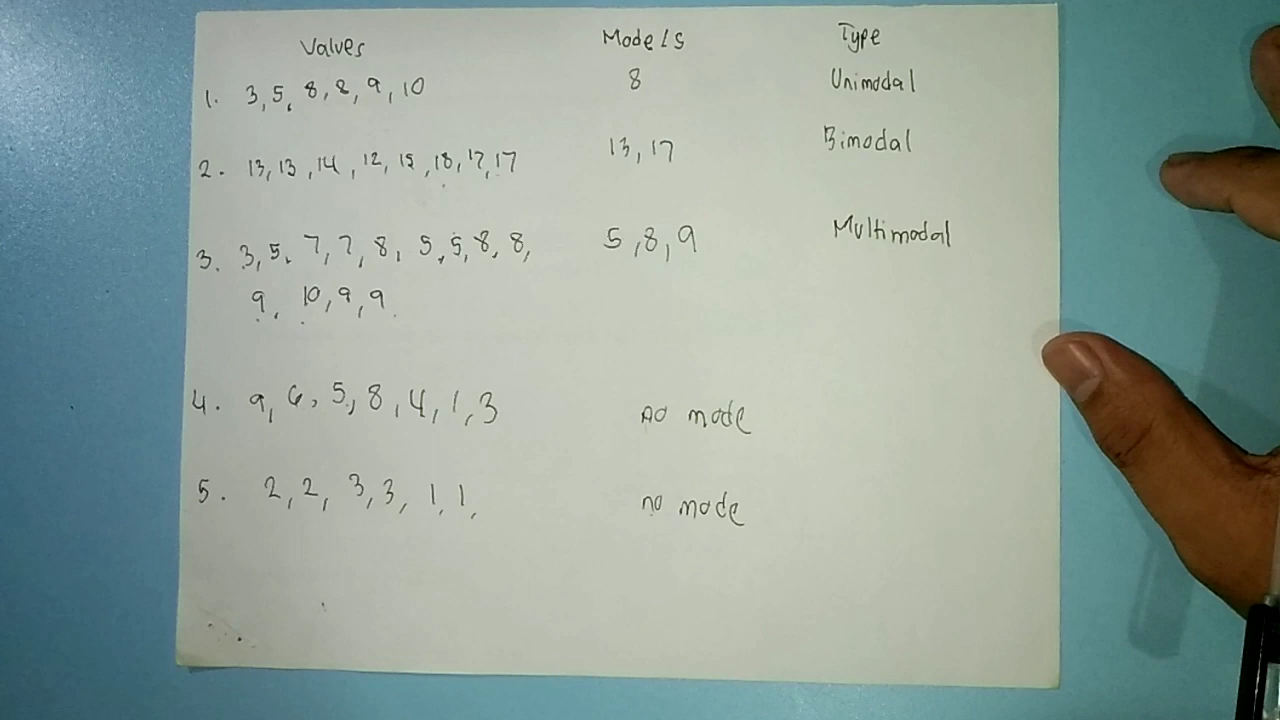 Values Mode/s Type
1. 3, 5, 8, 8, 9, 10 8 Unimodal
2. 13, 13, 14, 12, 15, 18, 17, 17 13, 17 Bimodal
3. 3, 5, 7, 7, 8, 5, 5, 8, 8, 5, 8, 9 Multimodal
9, 10, 9, 9
4. 9, 6, 5, 8, 4, 1, 3 no mode
5. 2, 2, 3, 3, 1, 1, no mode